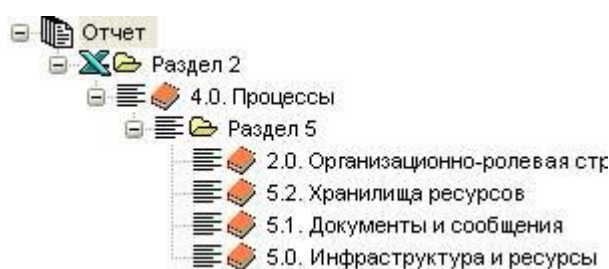 Отчет
Раздел 2
4.0. Процессы
Раздел 5
2.0. Организационно-ролевая стр
5.2. Хранилища ресурсов
5.1. Документы и сообщения
5.0. Инфраструктура и ресурсы